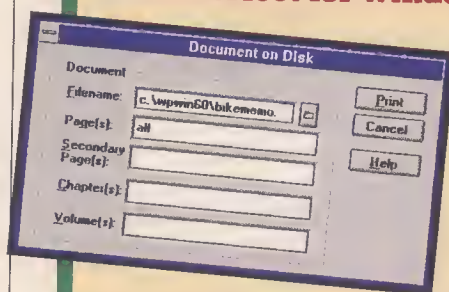 Document on Disk
Document
Filename: c:\wpwin60\bikememo.
Page(s): all
Secondary
Page(s):
Chapter(s):
Volume(s):
Print
Cancel
Help